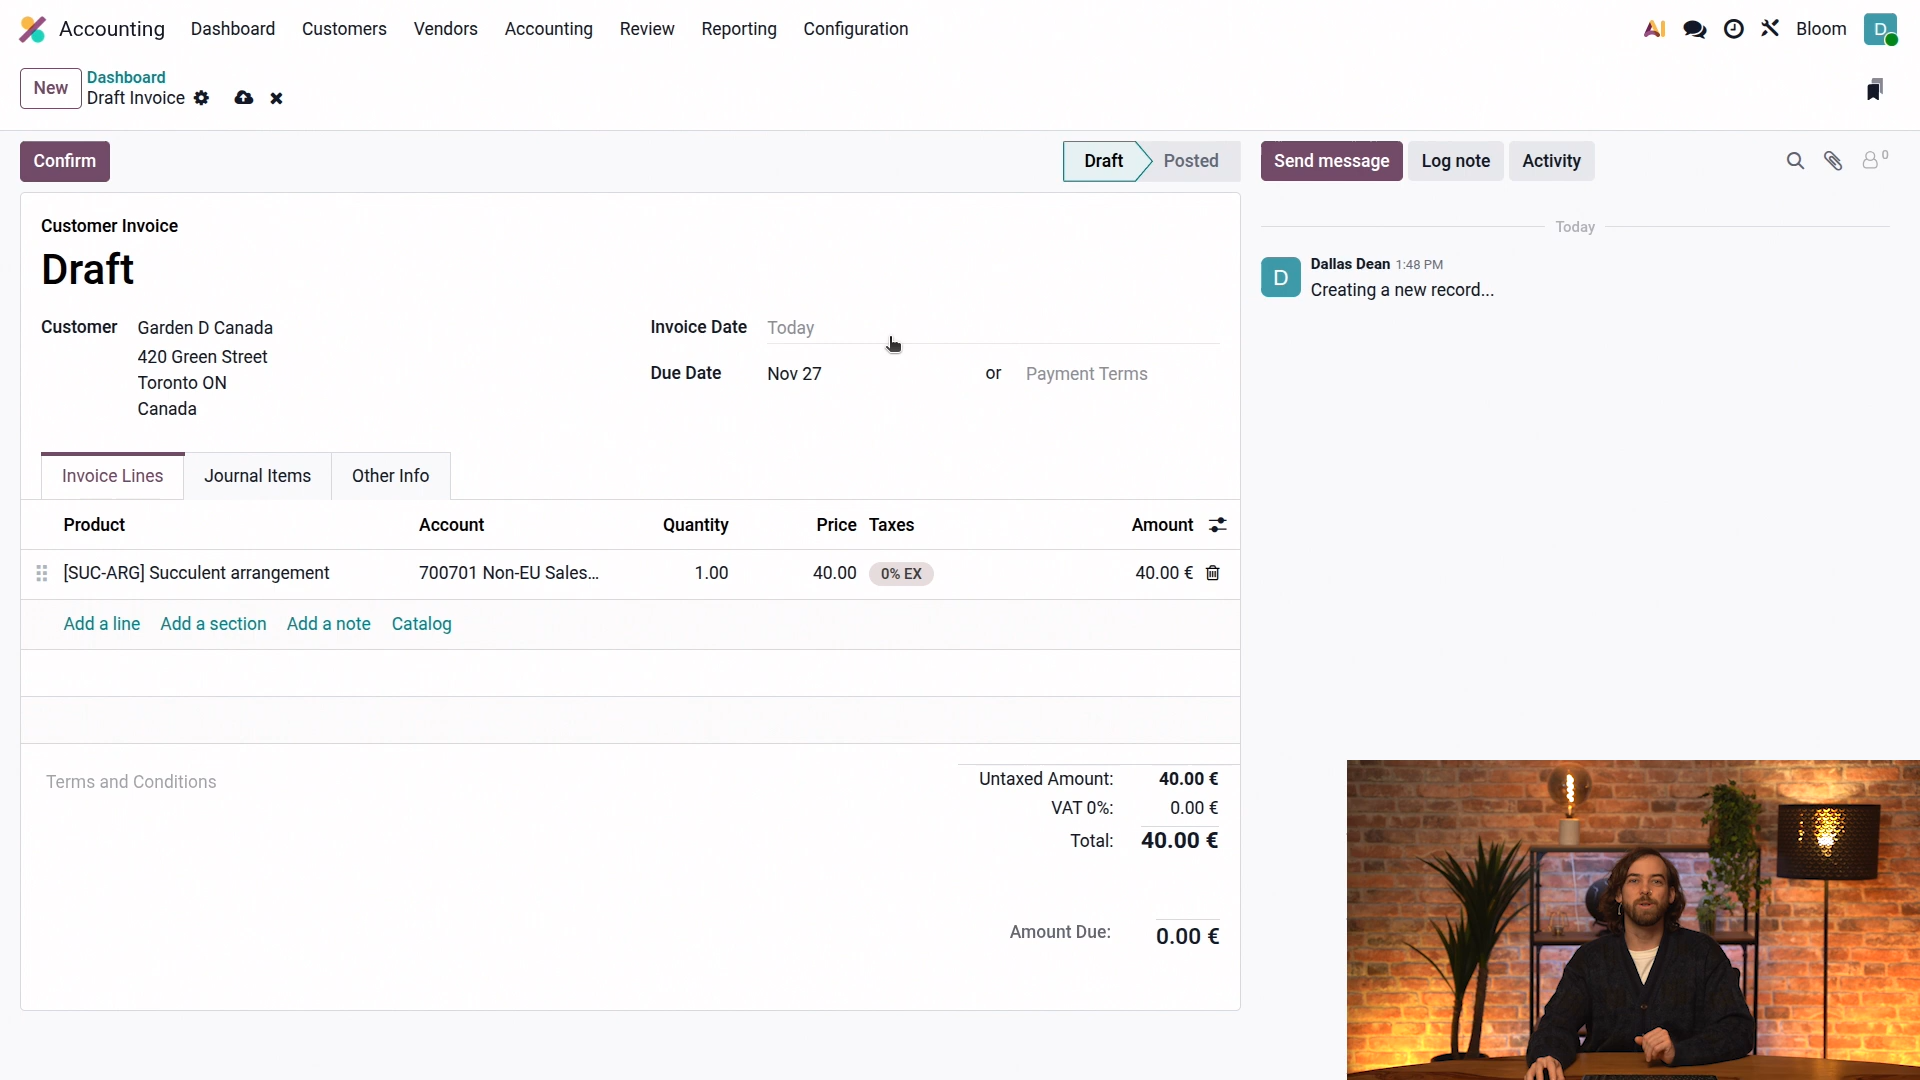 Accounting Dashboard Customers Vendors Accounting Review Reporting Configuration AI Bloom D
New Dashboard
Draft Invoice
Confirm Draft Posted Send message Log note Activity 0
Customer Invoice
Draft
Today
D Dallas Dean 1:48 PM
Creating a new record...
Customer Garden D Canada
420 Green Street
Toronto ON
Canada
Invoice Date Today
Due Date Nov 27 or Payment Terms
Invoice Lines Journal Items Other Info
Product Account Quantity Price Taxes Amount
[SUC-ARG] Succulent arrangement 700701 Non-EU Sales... 1.00 40.00 0% EX 40.00 €
Add a line Add a section Add a note Catalog
Terms and Conditions
Untaxed Amount: 40.00 €
VAT 0%: 0.00 €
Total: 40.00 €
Amount Due: 0.00 €